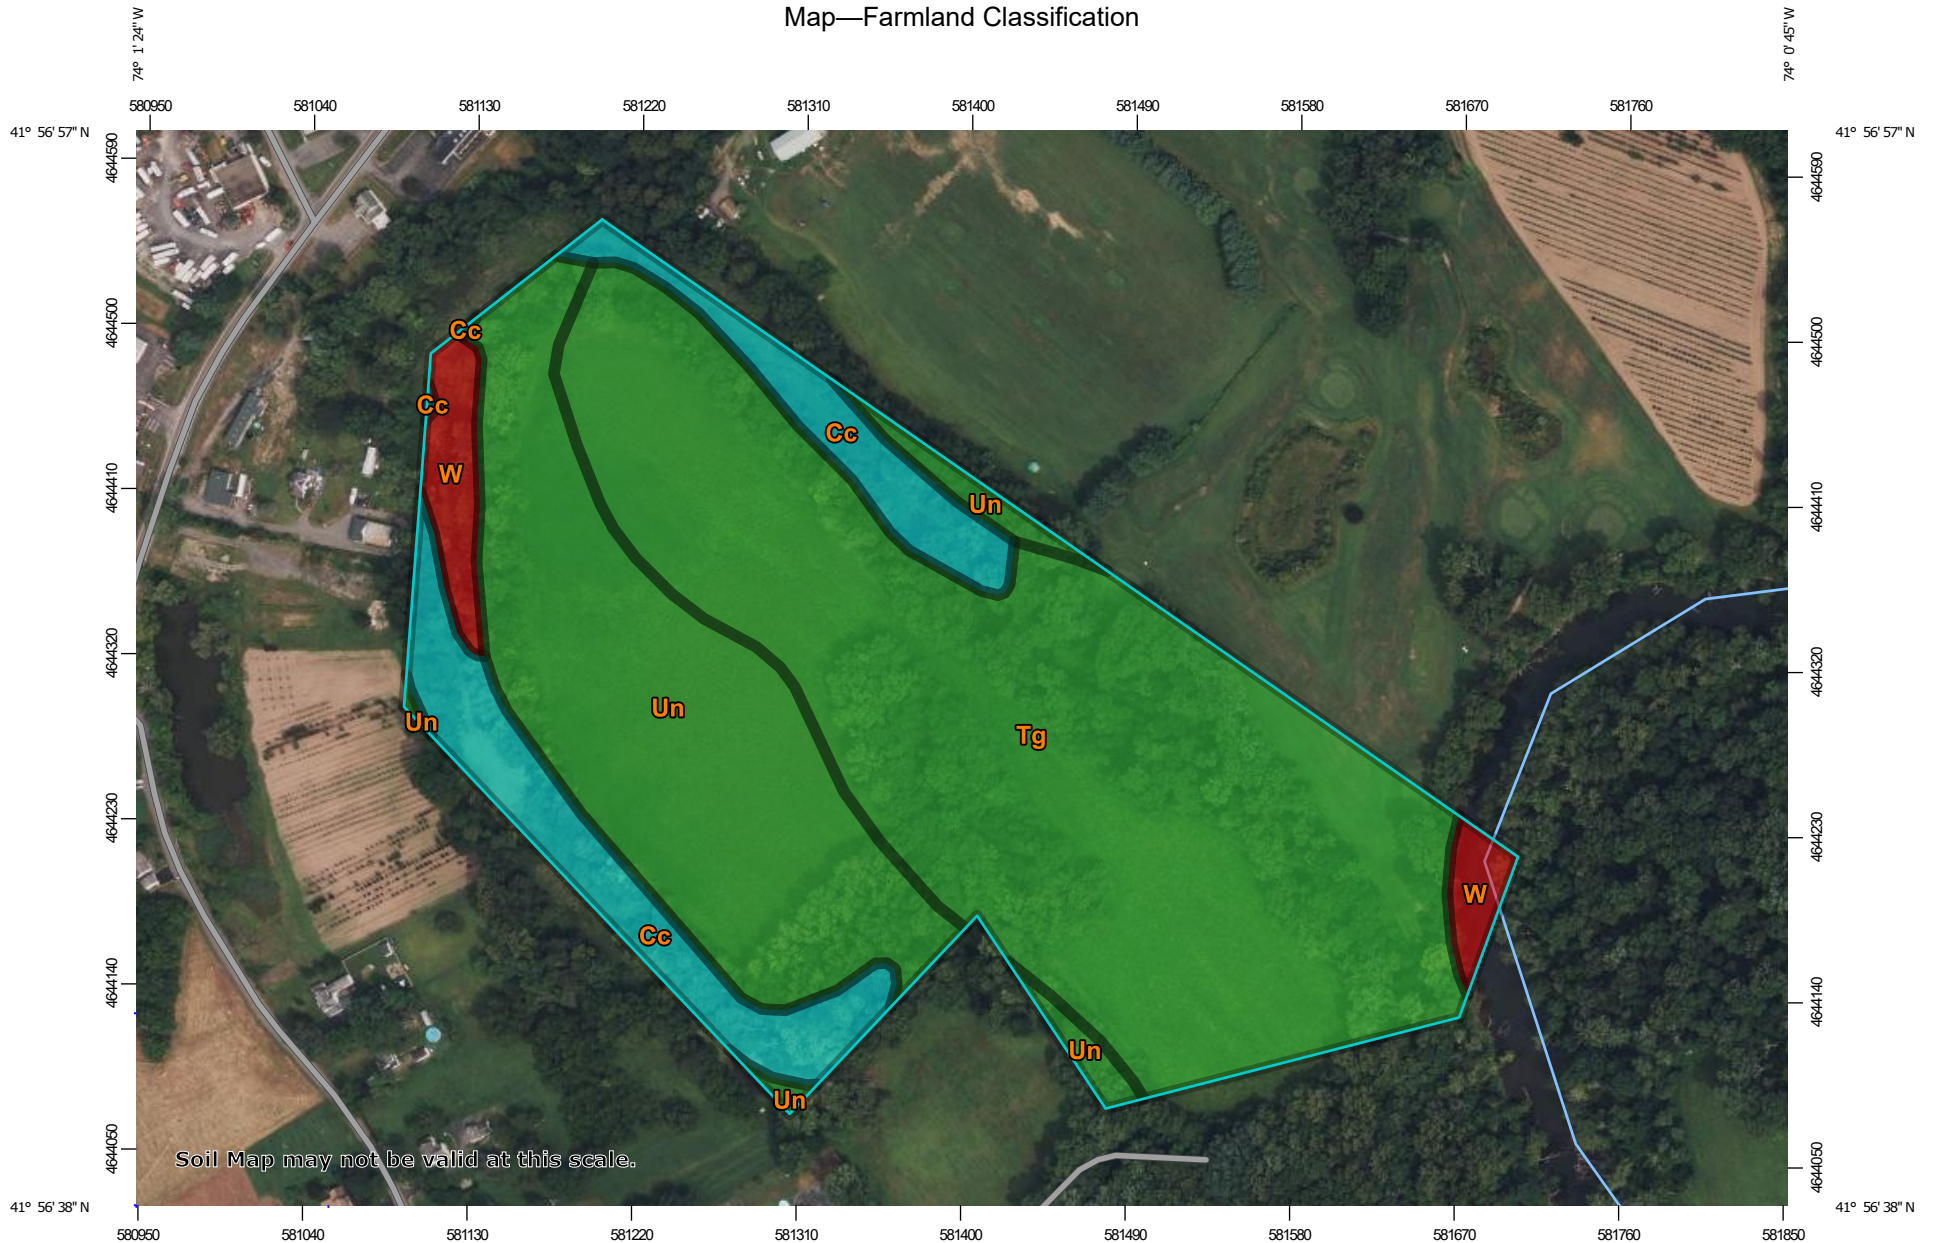 Map—Farmland Classification
74° 1' 24'' W
74° 0' 45'' W
580950 581040 581130 581220 581310 581400 581490 581580 581670 581760
41° 56' 57'' N
41° 56' 57'' N
4644590
4644590
4644500
4644500
4644410
4644410
4644320
4644320
4644230
4644230
4644140
4644140
4644050
4644050
Cc
Cc
Cc
W
Un
Un
Un
Tg
W
Cc
Un
Un
Soil Map may not be valid at this scale.
41° 56' 38'' N
41° 56' 38'' N
580950 581040 581130 581220 581310 581400 581490 581580 581670 581760 581850